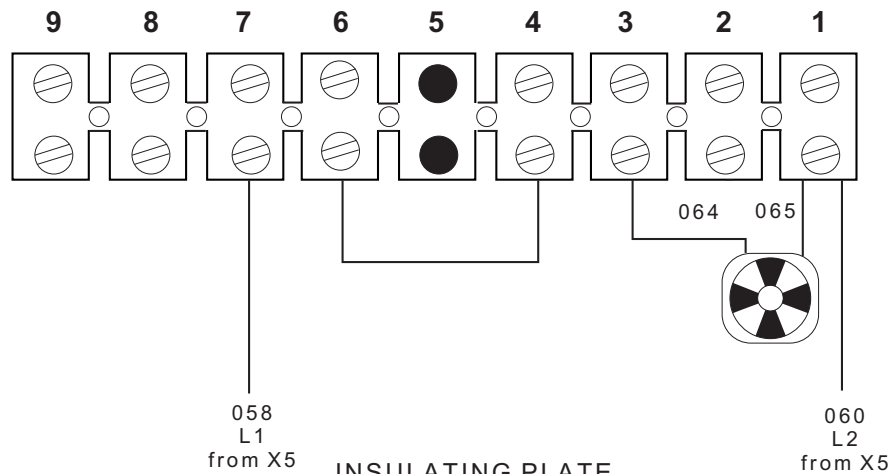 9 8 7 6 5 4 3 2 1
064 065
058
L1
from X5
060
L2
from X5
INSULATING PLATE